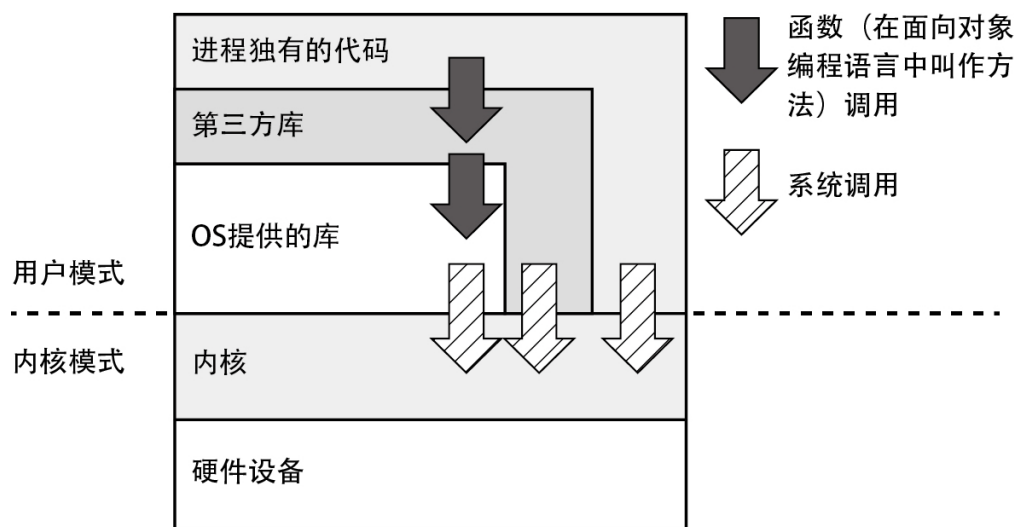 进程独有的代码
第三方库
OS提供的库
用户模式
内核模式
内核
硬件设备
函数（在面向对象
编程语言中叫作方
法）调用
系统调用